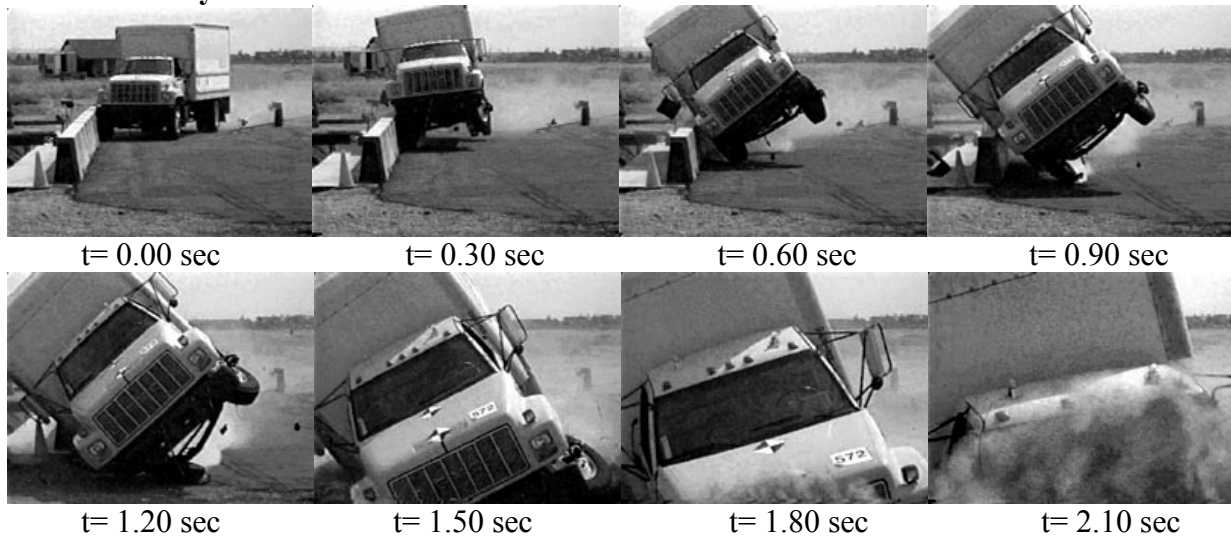 t= 0.00 sec
t= 0.30 sec
t= 0.60 sec
t= 0.90 sec
572
572
t= 1.20 sec
t= 1.50 sec
t= 1.80 sec
t= 2.10 sec